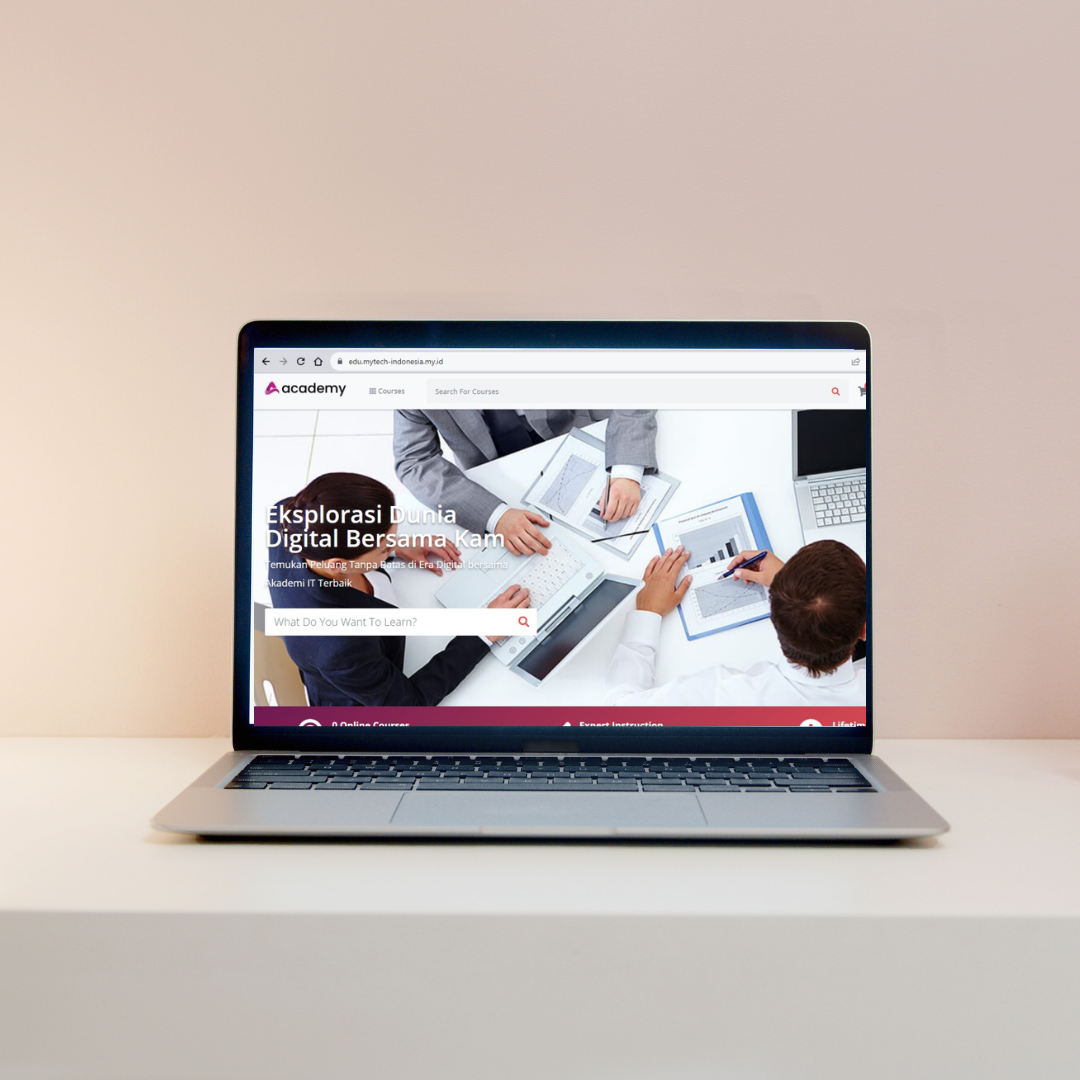 edu.mytech-indonesia.my.id
academy
Courses
Search For Courses
Eksplorasi Dunia
Digital Bersama Kam
Temukan Peluang Tanpa Batas di Era Digital bersama
Akademi IT Terbaik
What Do You Want To Learn?
0 Online Courses
Expert Instruction
Lifetim